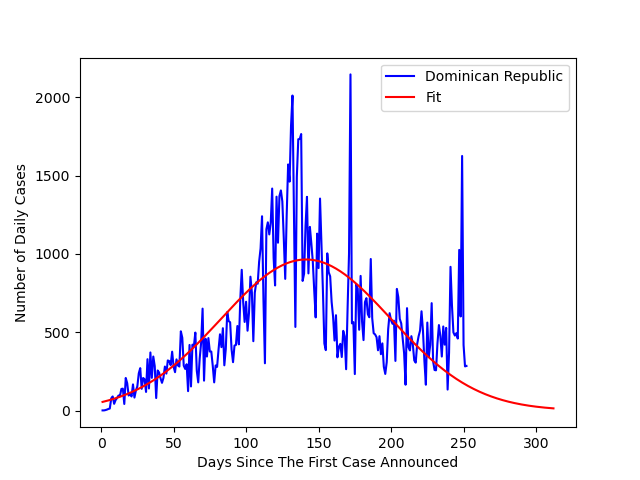 Dominican Republic
Fit
Number of Daily Cases
2000
1500
1000
500
0
0 50 100 150 200 250 300
Days Since The First Case Announced